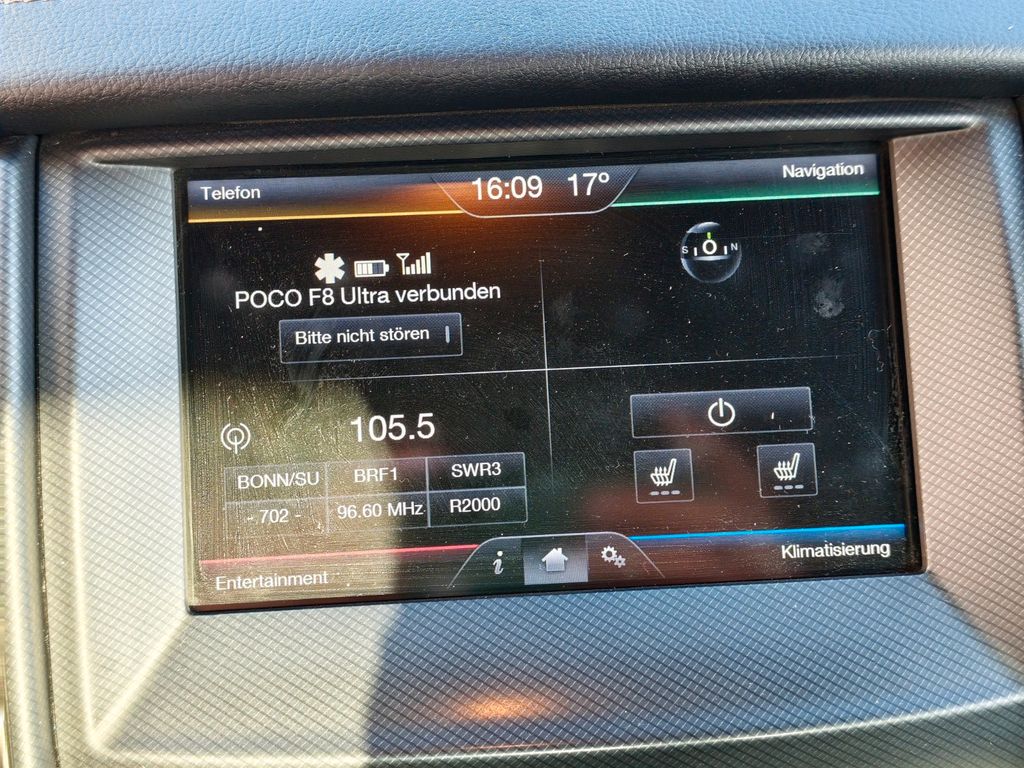 Telefon
16:09 17°
Navigation
POCO F8 Ultra verbunden
Bitte nicht stören
S O N
105.5
BONN/SU BRF1 SWR3
- 702 - 96.60 MHz R2000
Entertainment
i
Klimatisierung